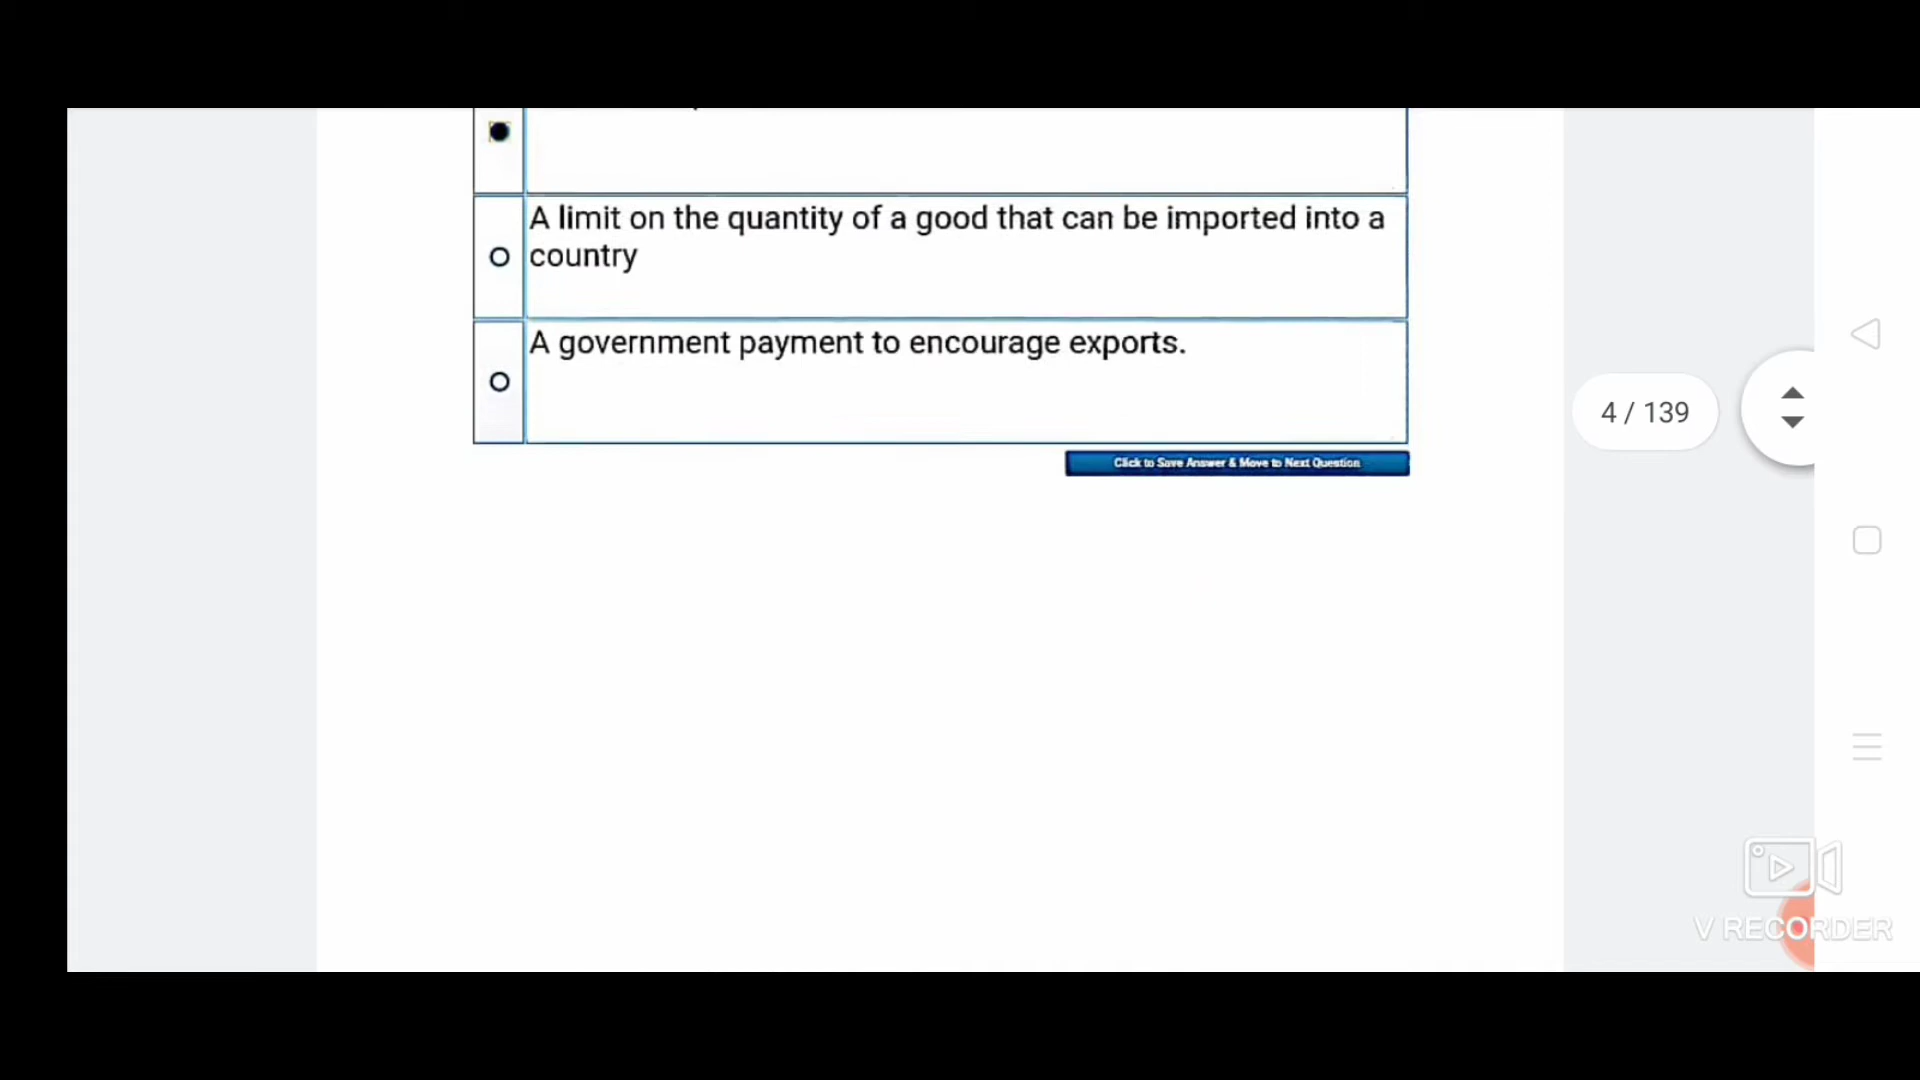 A limit on the quantity of a good that can be imported into a
country
A government payment to encourage exports.
Click to Save Answer & Move to Next Question
4 / 139
V RECORDER